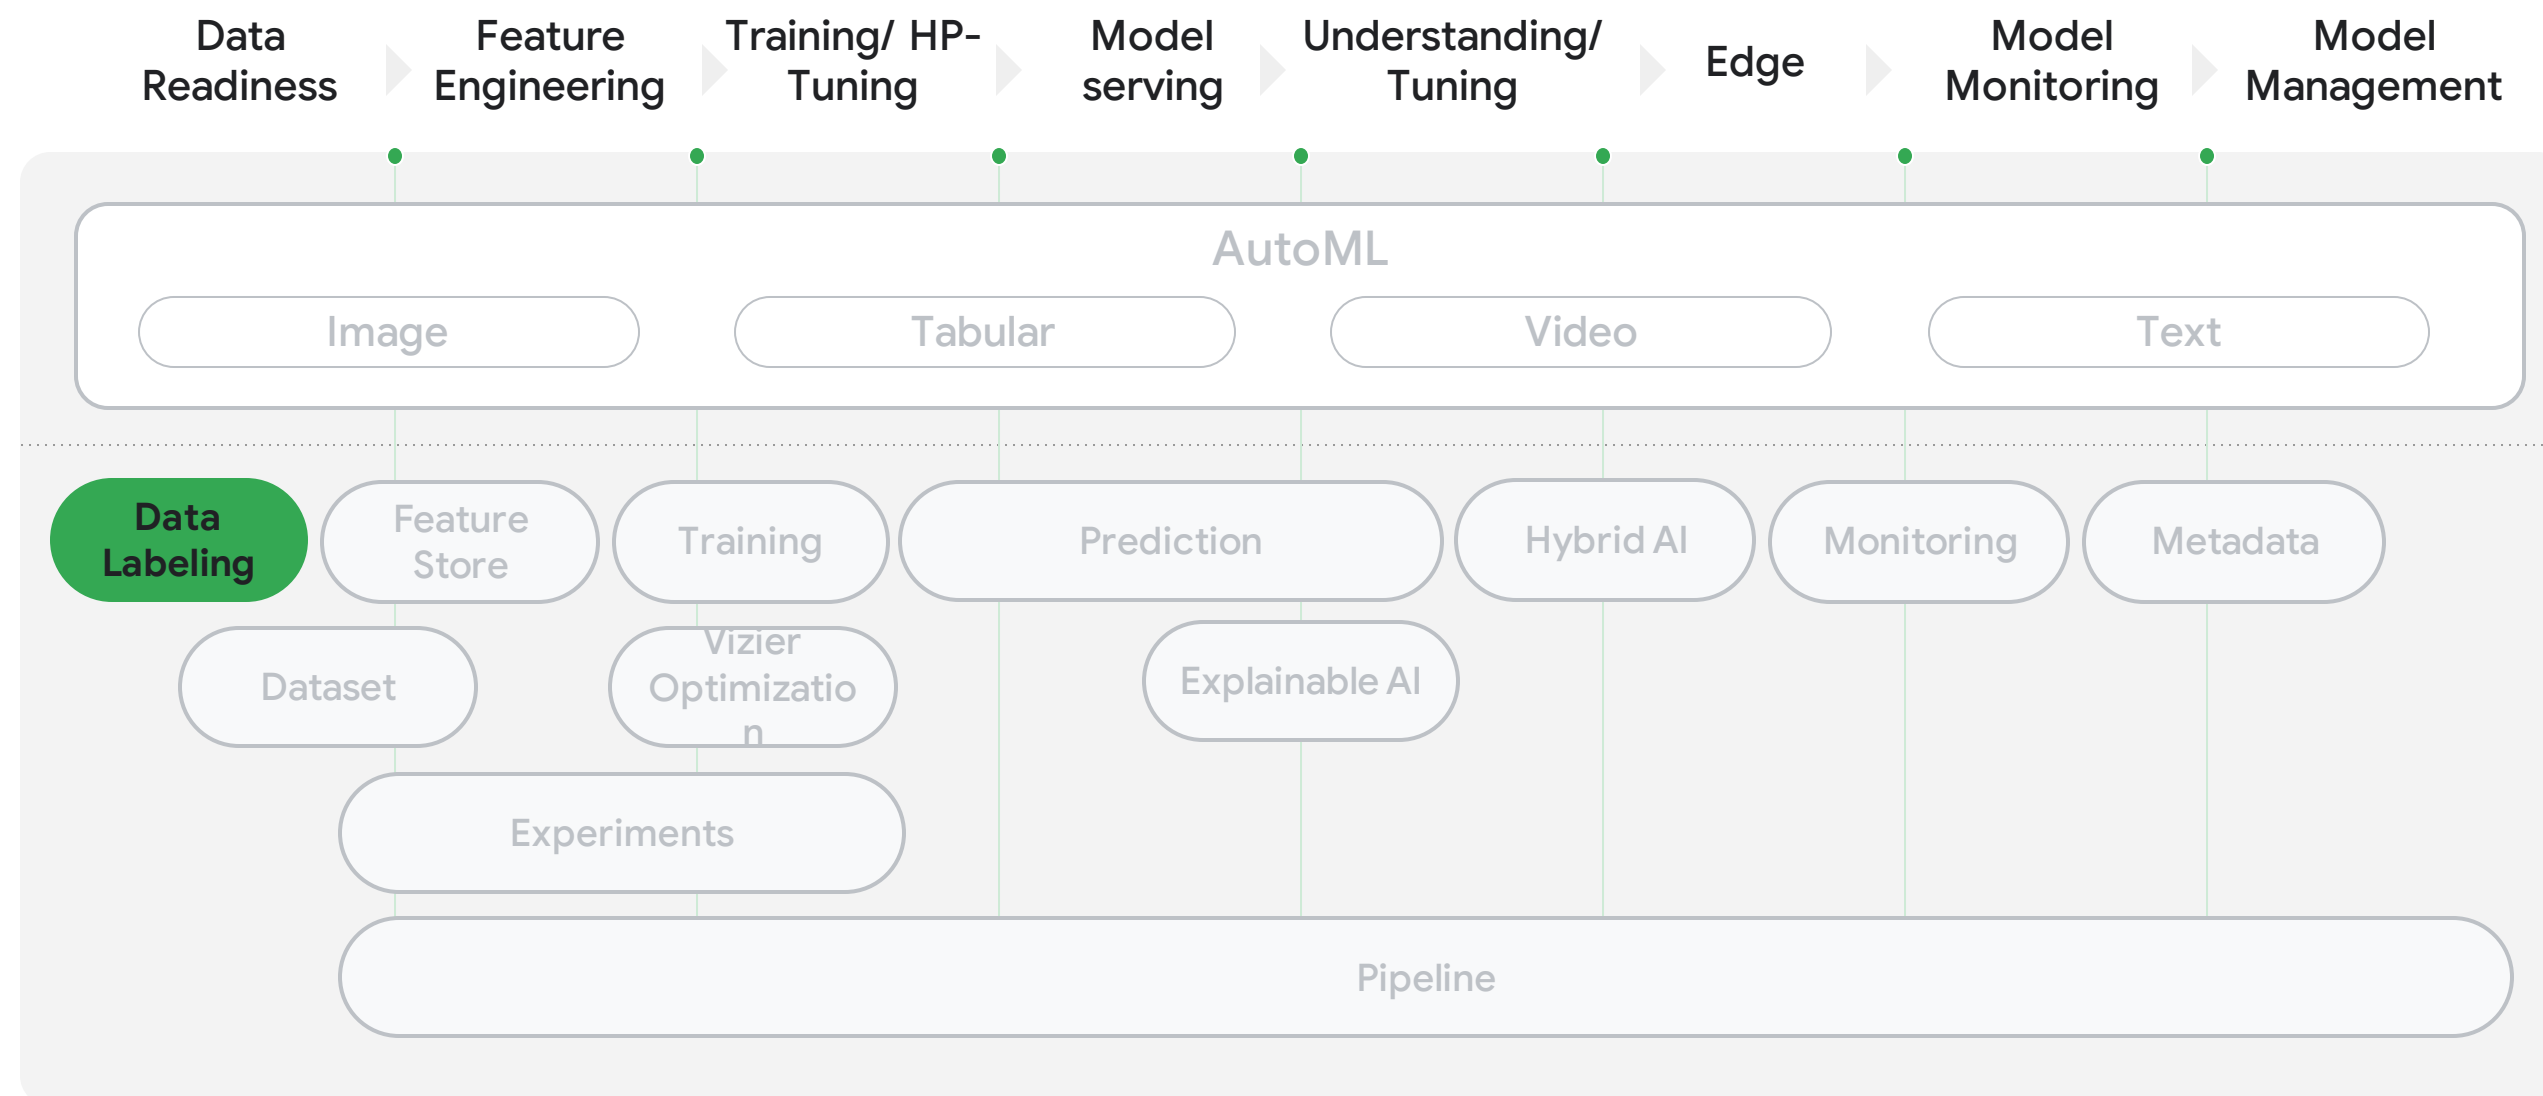 Data
Readiness
Feature
Engineering
Training/ HP-
Tuning
Model
serving
Understanding/
Tuning
Edge
Model
Monitoring
Model
Management
AutoML
Image
Tabular
Video
Text
Data
Labeling
Feature
Store
Training
Prediction
Hybrid AI
Monitoring
Metadata
Dataset
Vizier
Optimizatio
n
Explainable AI
Experiments
Pipeline